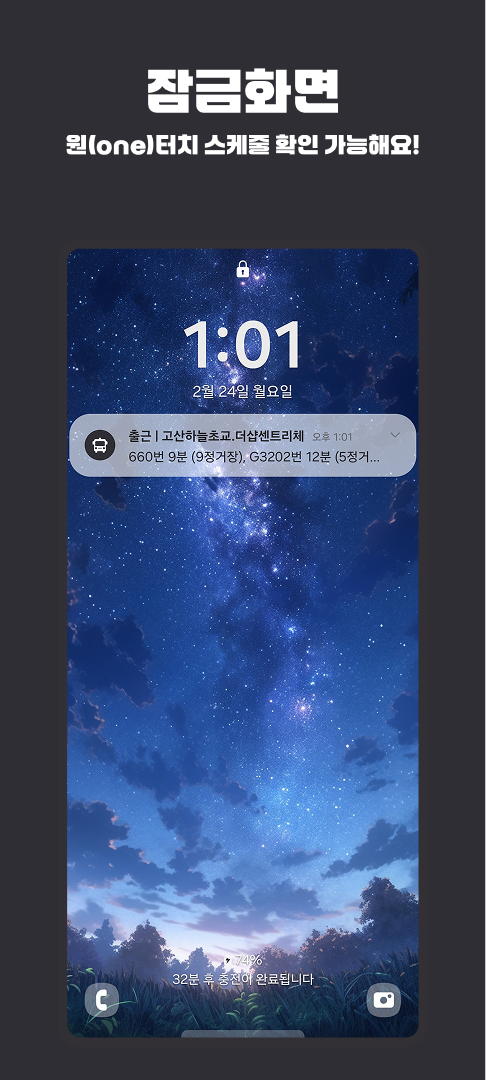 잠금화면
원(one)터치 스케줄 확인 가능해요!
1:01
2월 24일 월요일
출근 | 고산하늘초교.더샵센트리체 오후 1:01
660번 9분 (9정거장), G3202번 12분 (5정거...
74%
32분 후 충전이 완료됩니다